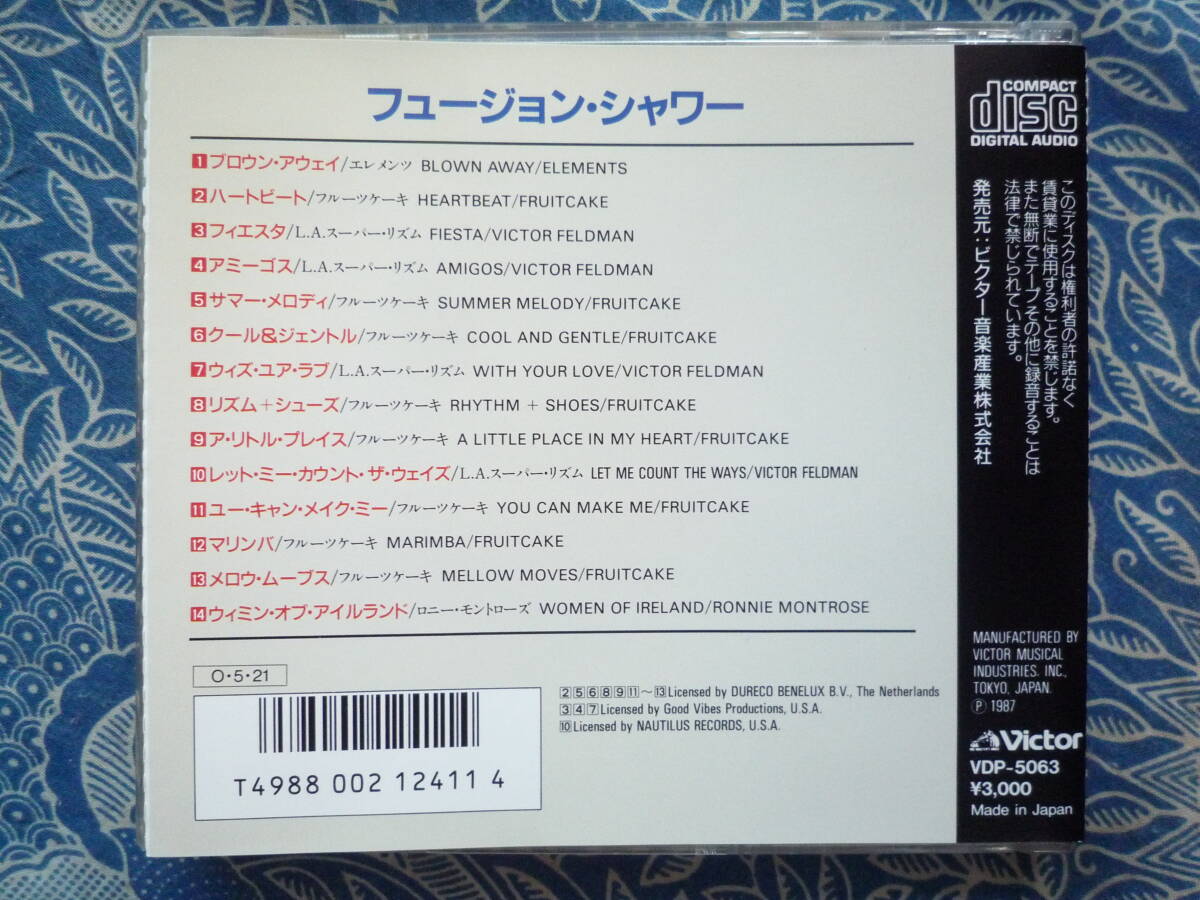 フュージョン・シャワー
1 ブロウン・アウェイ/エレメンツ BLOWN AWAY/ELEMENTS
2 ハートビート/フルーツケーキ HEARTBEAT/FRUITCAKE
3 フィエスタ/L.A.スーパー・リズム FIESTA/VICTOR FELDMAN
4 アミーゴス/L.A.スーパー・リズム AMIGOS/VICTOR FELDMAN
5 サマー・メロディ/フルーツケーキ SUMMER MELODY/FRUITCAKE
6 クール&ジェントル/フルーツケーキ COOL AND GENTLE/FRUITCAKE
7 ウィズ・ユア・ラブ/L.A.スーパー・リズム WITH YOUR LOVE/VICTOR FELDMAN
8 リズム+シューズ/フルーツケーキ RHYTHM + SHOES/FRUITCAKE
9 ア・リトル・プレイス/フルーツケーキ A LITTLE PLACE IN MY HEART/FRUITCAKE
10 レット・ミー・カウント・ザ・ウェイズ/L.A.スーパー・リズム LET ME COUNT THE WAYS/VICTOR FELDMAN
11 ユー・キャン・メイク・ミー/フルーツケーキ YOU CAN MAKE ME/FRUITCAKE
12 マリンバ/フルーツケーキ MARIMBA/FRUITCAKE
13 メロウ・ムーブス/フルーツケーキ MELLOW MOVES/FRUITCAKE
14 ウィミン・オブ・アイルランド/ロニー・モントローズ WOMEN OF IRELAND/RONNIE MONTROSE
O・5・21
T4988 002 12411 4
2 5 6 8 9 11〜13 Licensed by DURECO BENELUX B.V., The Netherlands
3 4 7 Licensed by Good Vibes Productions, U.S.A.
10 Licensed by NAUTILUS RECORDS, U.S.A.
COMPACT
disc
DIGITAL AUDIO
このディスクは権利者の許諾なく
賃貸業に使用することを禁じます。
また無断でテープその他に録音することは
法律で禁じられています。
発売元:ビクター音楽産業株式会社
MANUFACTURED BY
VICTOR MUSICAL
INDUSTRIES. INC.,
TOKYO, JAPAN.
Ⓟ 1987
Victor
VDP-5063
¥3,000
Made in Japan